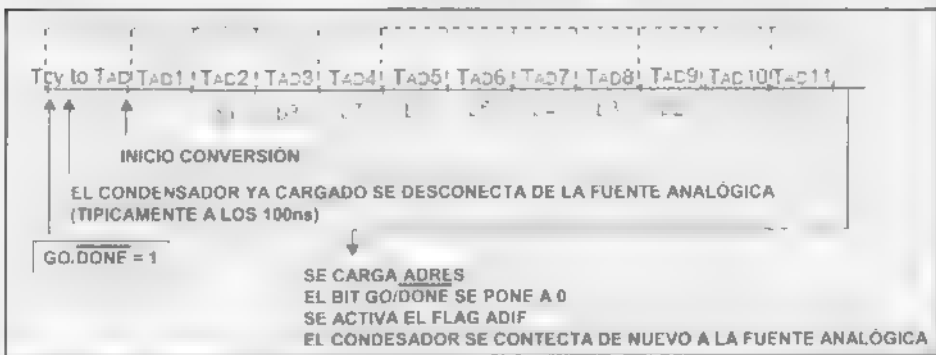 Tcy to TAD TAD1 TAD2 TAD3 TAD4 TAD5 TAD6 TAD7 TAD8 TAD9 TAD10 TAD11
INICIO CONVERSIÓN
EL CONDENSADOR YA CARGADO SE DESCONECTA DE LA FUENTE ANALÓGICA
(TIPICAMENTE A LOS 100ns)
GO.DONE = 1
SE CARGA ADRES
EL BIT GO/DONE SE PONE A 0
SE ACTIVA EL FLAG ADIF
EL CONDESADOR SE CONTECTA DE NUEVO A LA FUENTE ANALÓGICA